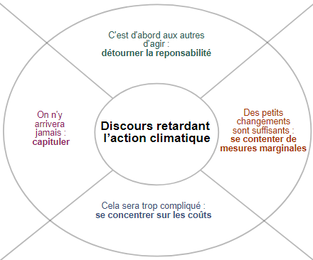 C'est d'abord aux autres
d'agir :
détourner la reponsabilité
On n'y
arrivera
jamais :
capituler
Discours retardant
l'action climatique
Des petits
changements
sont suffisants :
se contenter de
mesures marginales
Cela sera trop compliqué :
se concentrer sur les coûts